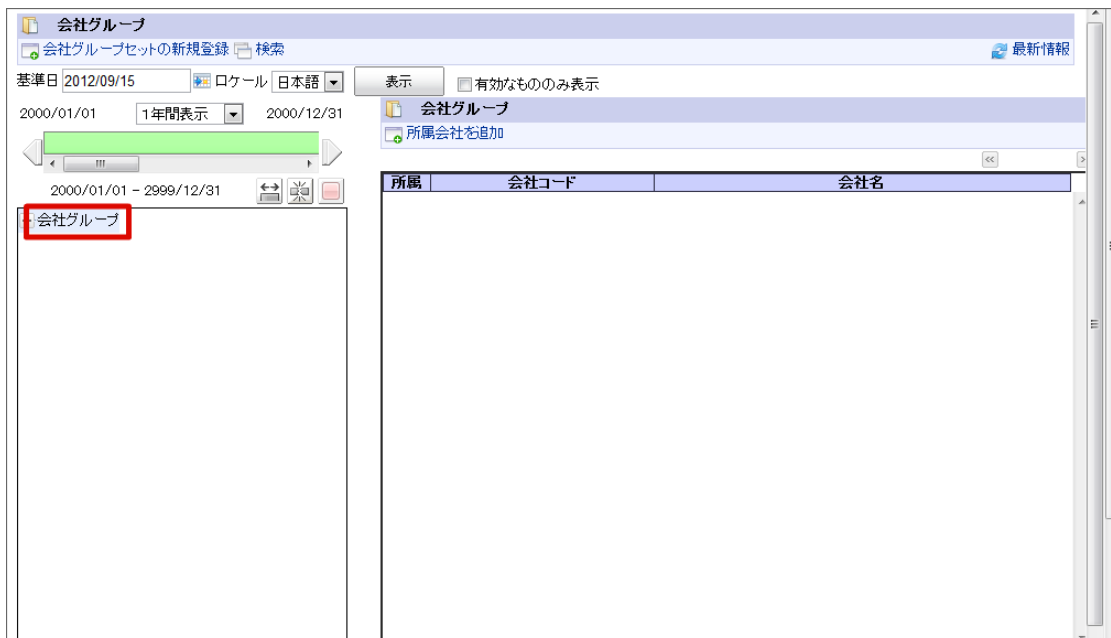 会社グループ
会社グループセットの新規登録 検索 最新情報
基準日 2012/09/15 ロケール 日本語 表示 有効なもののみ表示
2000/01/01 1年間表示 2000/12/31
2000/01/01 - 2999/12/31
会社グループ
会社グループ
所属会社を追加
所属 会社コード 会社名